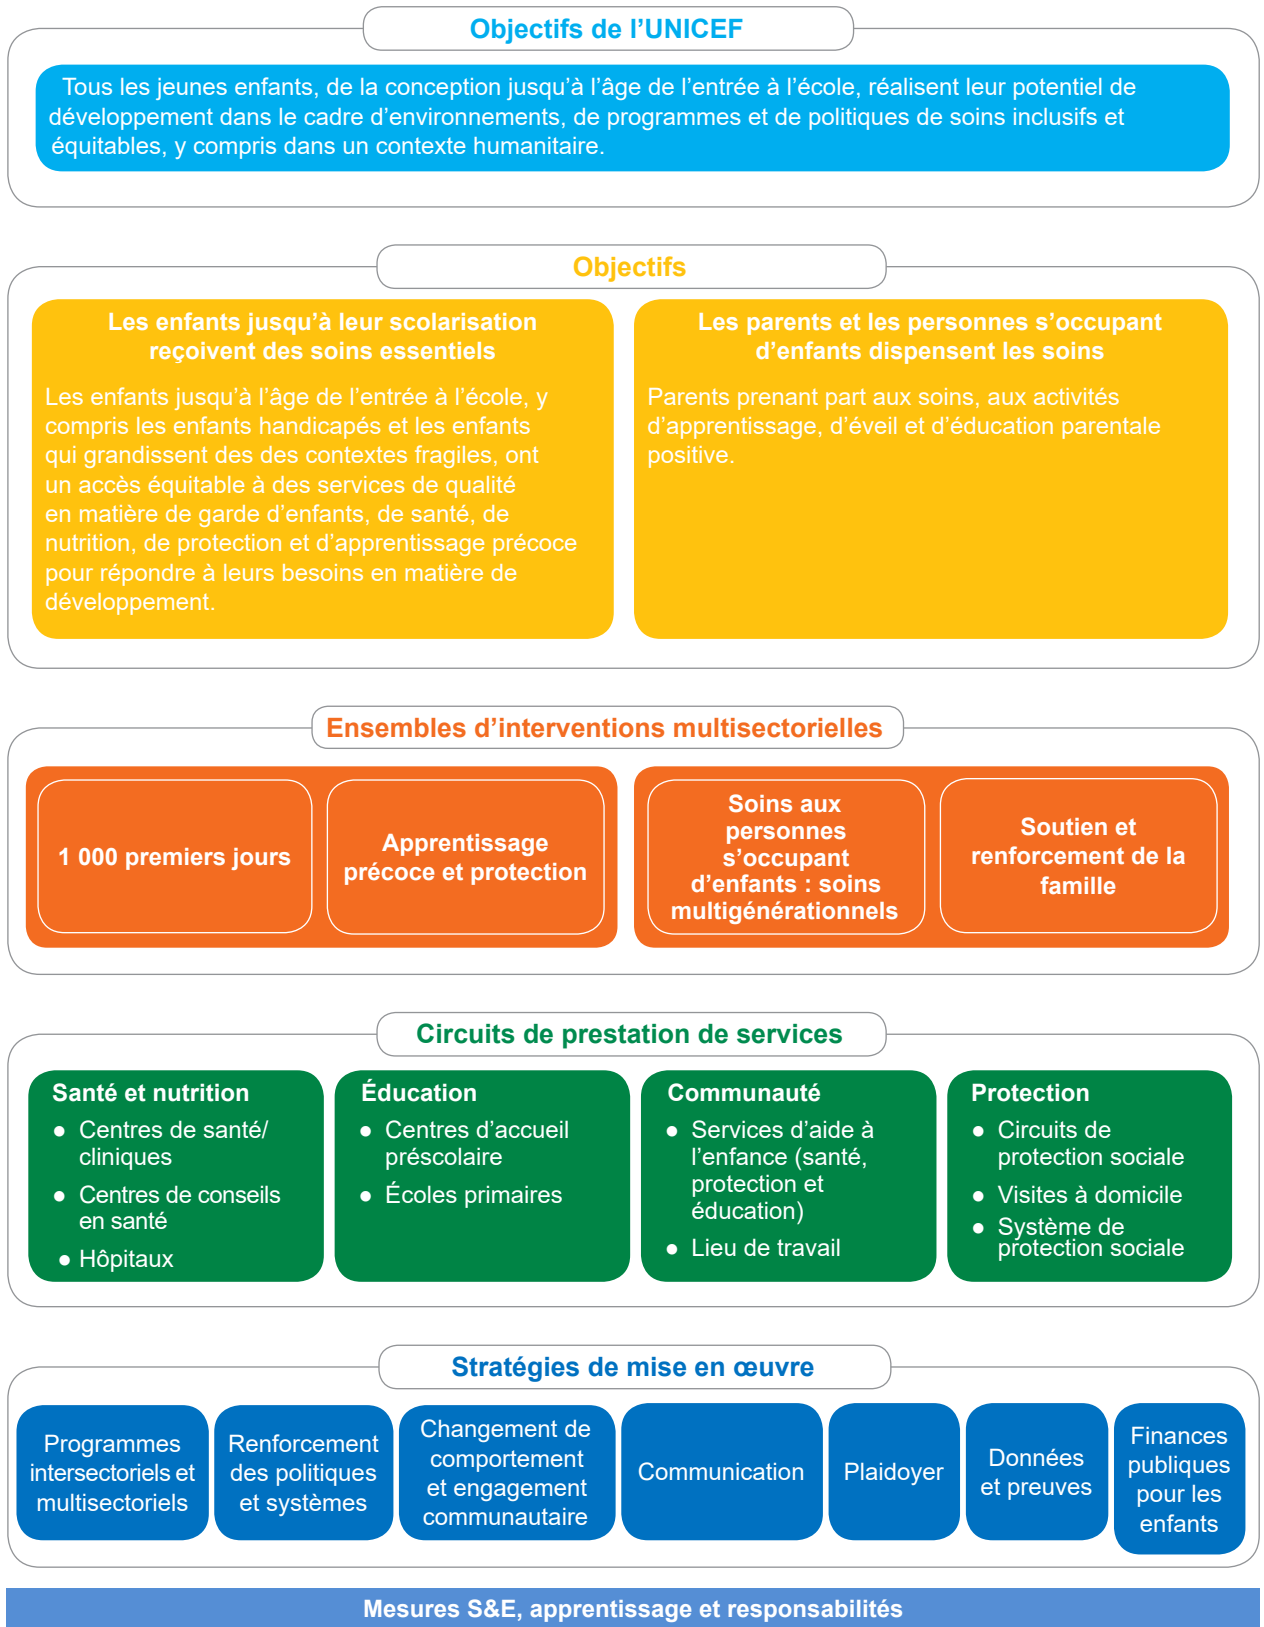 Objectifs de l’UNICEF
Tous les jeunes enfants, de la conception jusqu’à l’âge de l’entrée à l’école, réalisent leur potentiel de
développement dans le cadre d’environnements, de programmes et de politiques de soins inclusifs et
équitables, y compris dans un contexte humanitaire.
Objectifs
Les enfants jusqu’à leur scolarisation
reçoivent des soins essentiels
Les enfants jusqu’à l’âge de l’entrée à l’école, y
compris les enfants handicapés et les enfants
qui grandissent des des contextes fragiles, ont
un accès équitable à des services de qualité
en matière de garde d’enfants, de santé, de
nutrition, de protection et d’apprentissage précoce
pour répondre à leurs besoins en matière de
développement.
Les parents et les personnes s’occupant
d’enfants dispensent les soins
Parents prenant part aux soins, aux activités
d’apprentissage, d’éveil et d’éducation parentale
positive.
Ensembles d’interventions multisectorielles
1 000 premiers jours
Apprentissage
précoce et protection
Soins aux
personnes
s’occupant
d’enfants : soins
multigénérationnels
Soutien et
renforcement de la
famille
Circuits de prestation de services
Santé et nutrition
● Centres de santé/
cliniques
● Centres de conseils
en santé
● Hôpitaux
Éducation
● Centres d’accueil
préscolaire
● Écoles primaires
Communauté
● Services d’aide à
l’enfance (santé,
protection et
éducation)
● Lieu de travail
Protection
● Circuits de
protection sociale
● Visites à domicile
● Système de
protection sociale
Stratégies de mise en œuvre
Programmes
intersectoriels et
multisectoriels
Renforcement
des politiques
et systèmes
Changement de
comportement
et engagement
communautaire
Communication
Plaidoyer
Données
et preuves
Finances
publiques
pour les
enfants
Mesures S&E, apprentissage et responsabilités